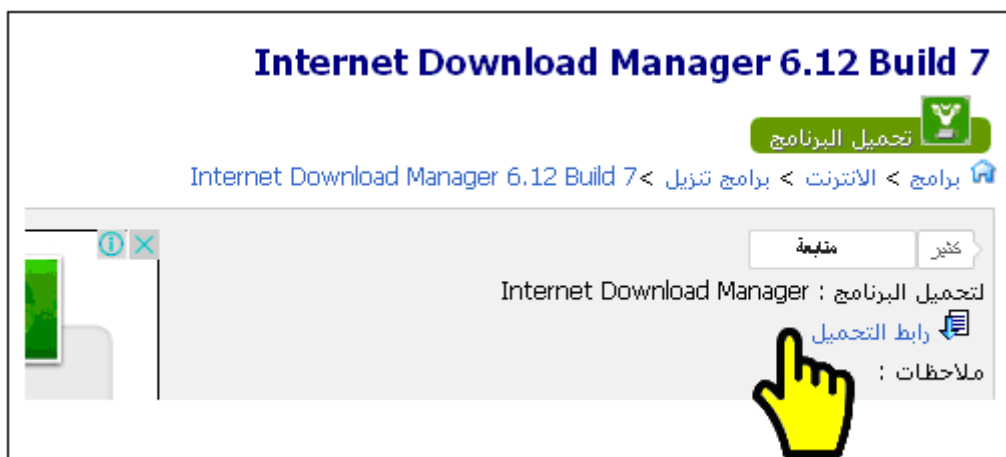 Internet Download Manager 6.12 Build 7
تحميل البرنامج
برامج > الانترنت > برامج تنزيل > Internet Download Manager 6.12 Build 7
كثير
متابعة
لتحميل البرنامج : Internet Download Manager
رابط التحميل
ملاحظات :